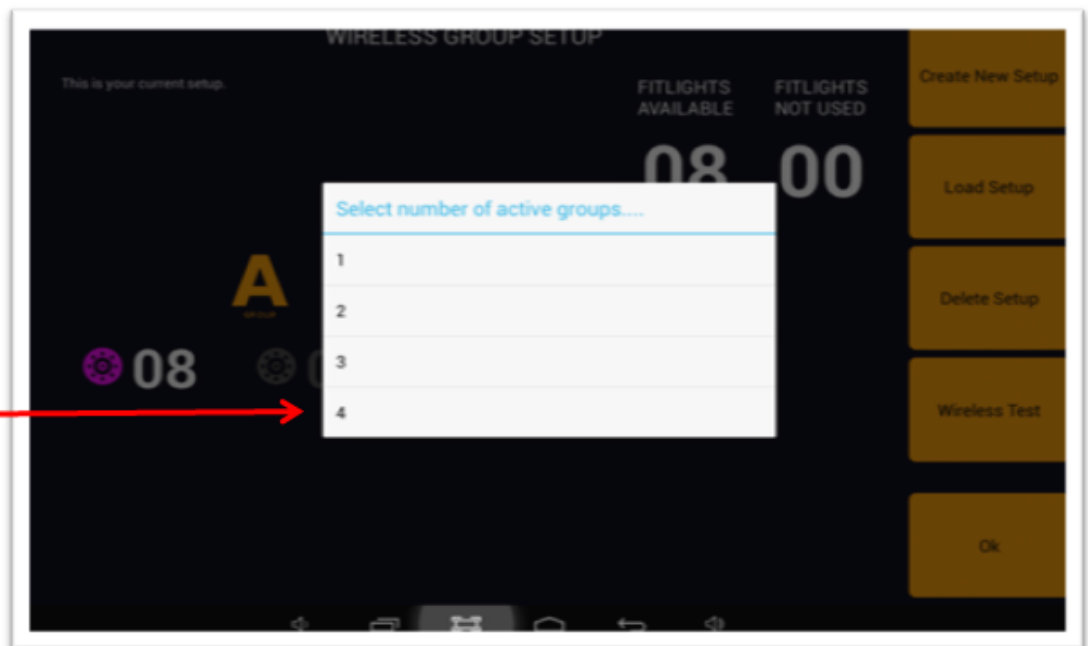 WIRELESS GROUP SETUP
This is your current setup.
FITLIGHTS AVAILABLE
FITLIGHTS NOT USED
08
00
Create New Setup
Load Setup
Delete Setup
Wireless Test
Ok
Select number of active groups....
1
2
3
4
A
GROUP
08